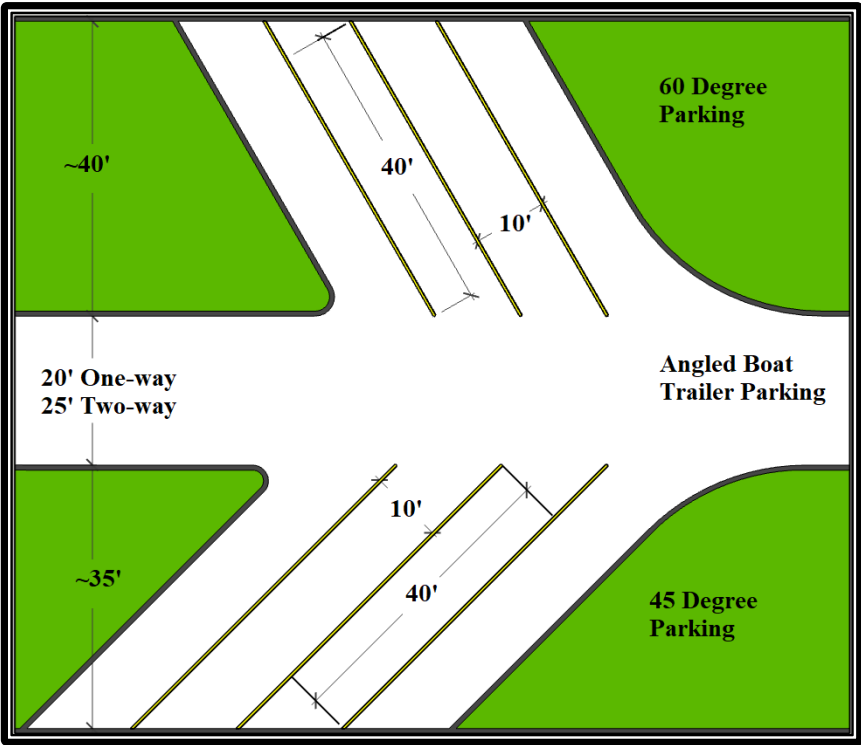 60 Degree
Parking
~40'
40'
10'
20' One-way
25' Two-way
Angled Boat
Trailer Parking
10'
~35'
40'
45 Degree
Parking